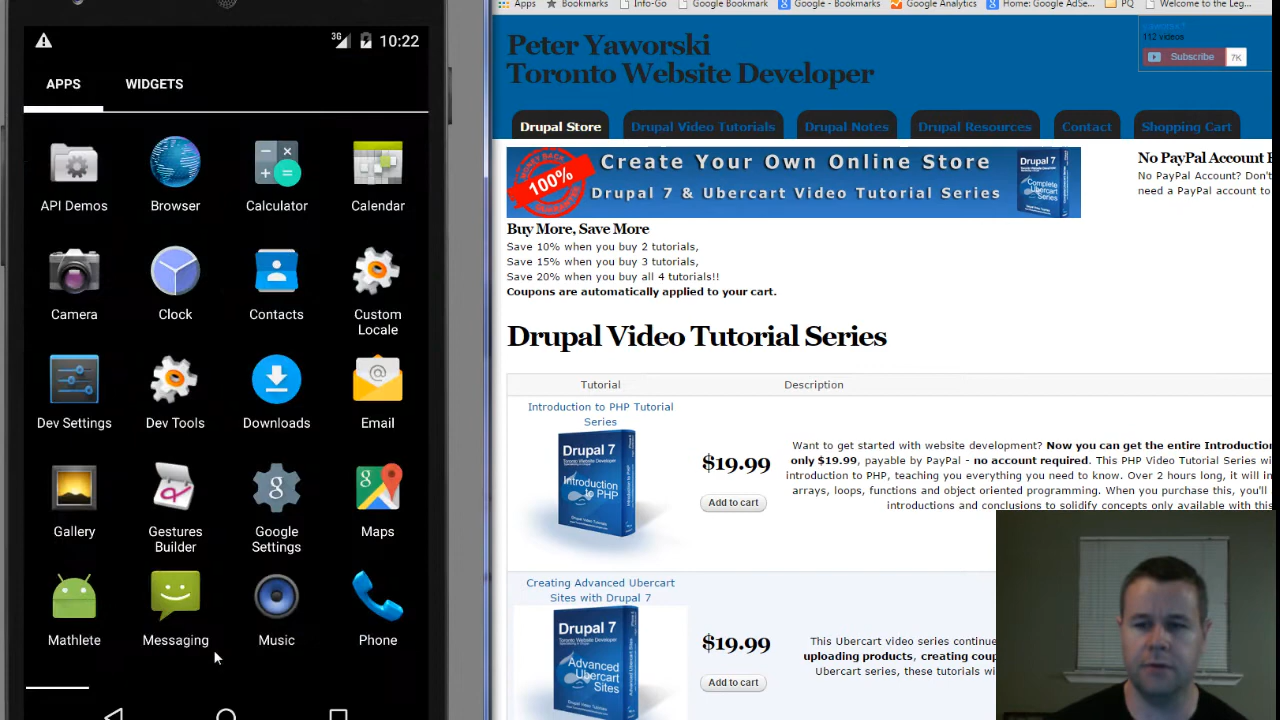 3G 10:22
APPS WIDGETS
API Demos Browser Calculator Calendar
Camera Clock Contacts Custom
Locale
Dev Settings Dev Tools Downloads Email
Gallery Gestures Google Maps
Builder Settings
Mathlete Messaging Music Phone
Apps Bookmarks Info-Go Google Bookmark Google - Bookmarks Google Analytics Home: Google AdSe... PQ Welcome to the Leg...
Peter Yaworski
Toronto Website Developer
112 videos
Subscribe 7K
Drupal Store Drupal Video Tutorials Drupal Notes Drupal Resources Contact Shopping Cart
100%
Create Your Own Online Store
Drupal 7 & Ubercart Video Tutorial Series
Drupal 7
No PayPal Account
No PayPal Account? Don't
need a PayPal account to
Buy More, Save More
Save 10% when you buy 2 tutorials,
Save 15% when you buy 3 tutorials,
Save 20% when you buy all 4 tutorials!!
Coupons are automatically applied to your cart.
Drupal Video Tutorial Series
Tutorial Description
Introduction to PHP Tutorial
Series
Drupal 7
Introduction
to PHP
$19.99
Add to cart
Want to get started with website development? Now you can get the entire Introduction
only $19.99, payable by PayPal - no account required. This PHP Video Tutorial Series wi
introduction to PHP, teaching you everything you need to know. Over 2 hours long, it will in
arrays, loops, functions and object oriented programming. When you purchase this, you'll
introductions and conclusions to solidify concepts only available with this
Creating Advanced Ubercart
Sites with Drupal 7
Drupal 7
Advanced
Ubercart
Sites
$19.99
Add to cart
This Ubercart video series continue
uploading products, creating coup
Ubercart series, these tutorials wi